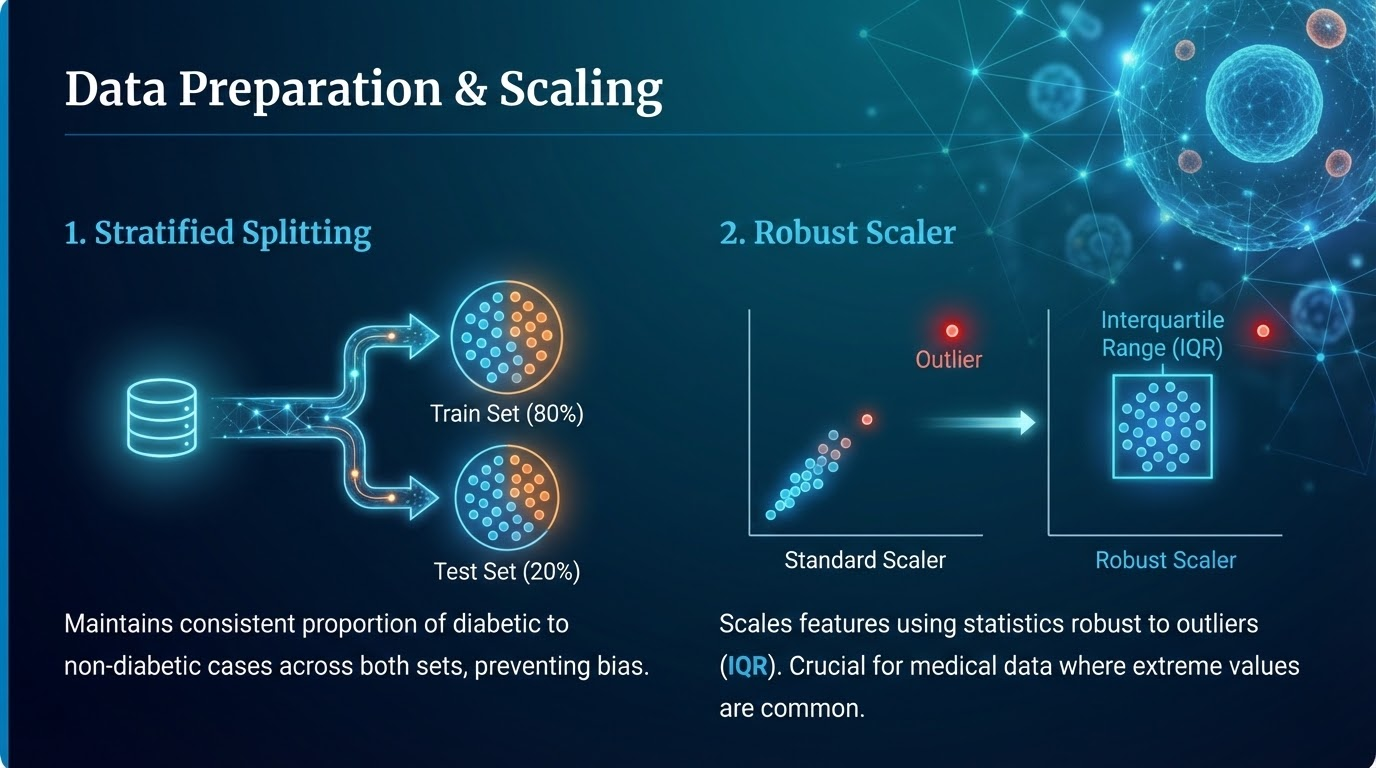 Data Preparation & Scaling
1. Stratified Splitting
Train Set (80%)
Test Set (20%)
Maintains consistent proportion of diabetic to
non-diabetic cases across both sets, preventing bias.
2. Robust Scaler
Outlier
Standard Scaler
Interquartile
Range (IQR)
Robust Scaler
Scales features using statistics robust to outliers
(IQR). Crucial for medical data where extreme values
are common.